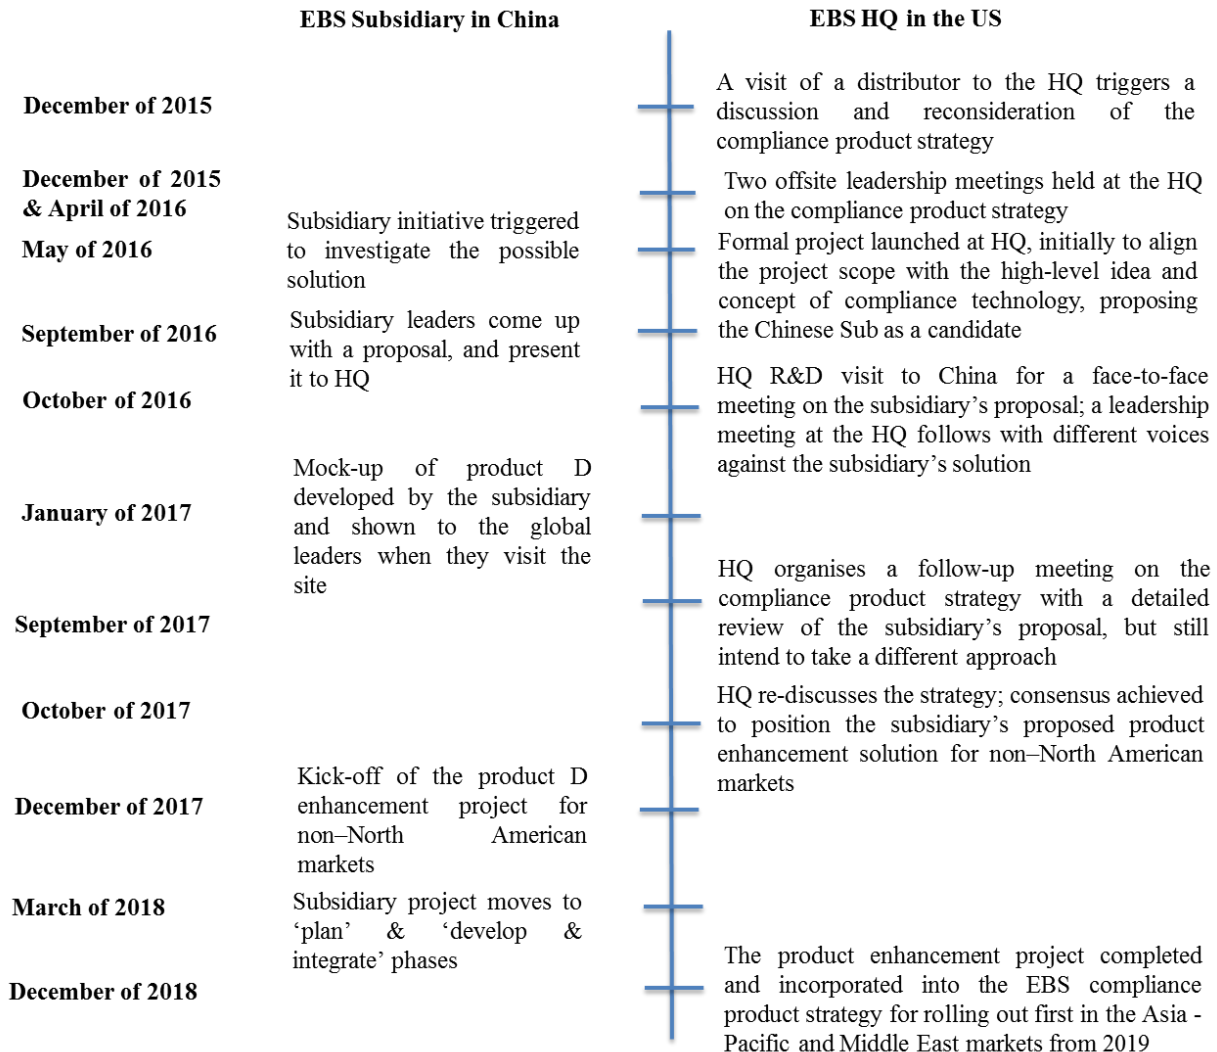 EBS Subsidiary in China
EBS HQ in the US
December of 2015
A visit of a distributor to the HQ triggers a
discussion and reconsideration of the
compliance product strategy
December of 2015
& April of 2016
Two offsite leadership meetings held at the HQ
on the compliance product strategy
May of 2016
Subsidiary initiative triggered
to investigate the possible
solution
Formal project launched at HQ, initially to align
the project scope with the high-level idea and
concept of compliance technology, proposing
the Chinese Sub as a candidate
September of 2016
Subsidiary leaders come up
with a proposal, and present
it to HQ
October of 2016
HQ R&D visit to China for a face-to-face
meeting on the subsidiary's proposal; a leadership
meeting at the HQ follows with different voices
against the subsidiary's solution
January of 2017
Mock-up of product D
developed by the subsidiary
and shown to the global
leaders when they visit the
site
September of 2017
HQ organises a follow-up meeting on the
compliance product strategy with a detailed
review of the subsidiary's proposal, but still
intend to take a different approach
October of 2017
HQ re-discusses the strategy; consensus achieved
to position the subsidiary's proposed product
enhancement solution for non–North American
markets
December of 2017
Kick-off of the product D
enhancement project for
non–North American
markets
March of 2018
Subsidiary project moves to
‘plan’ & ‘develop &
integrate’ phases
December of 2018
The product enhancement project completed
and incorporated into the EBS compliance
product strategy for rolling out first in the Asia -
Pacific and Middle East markets from 2019